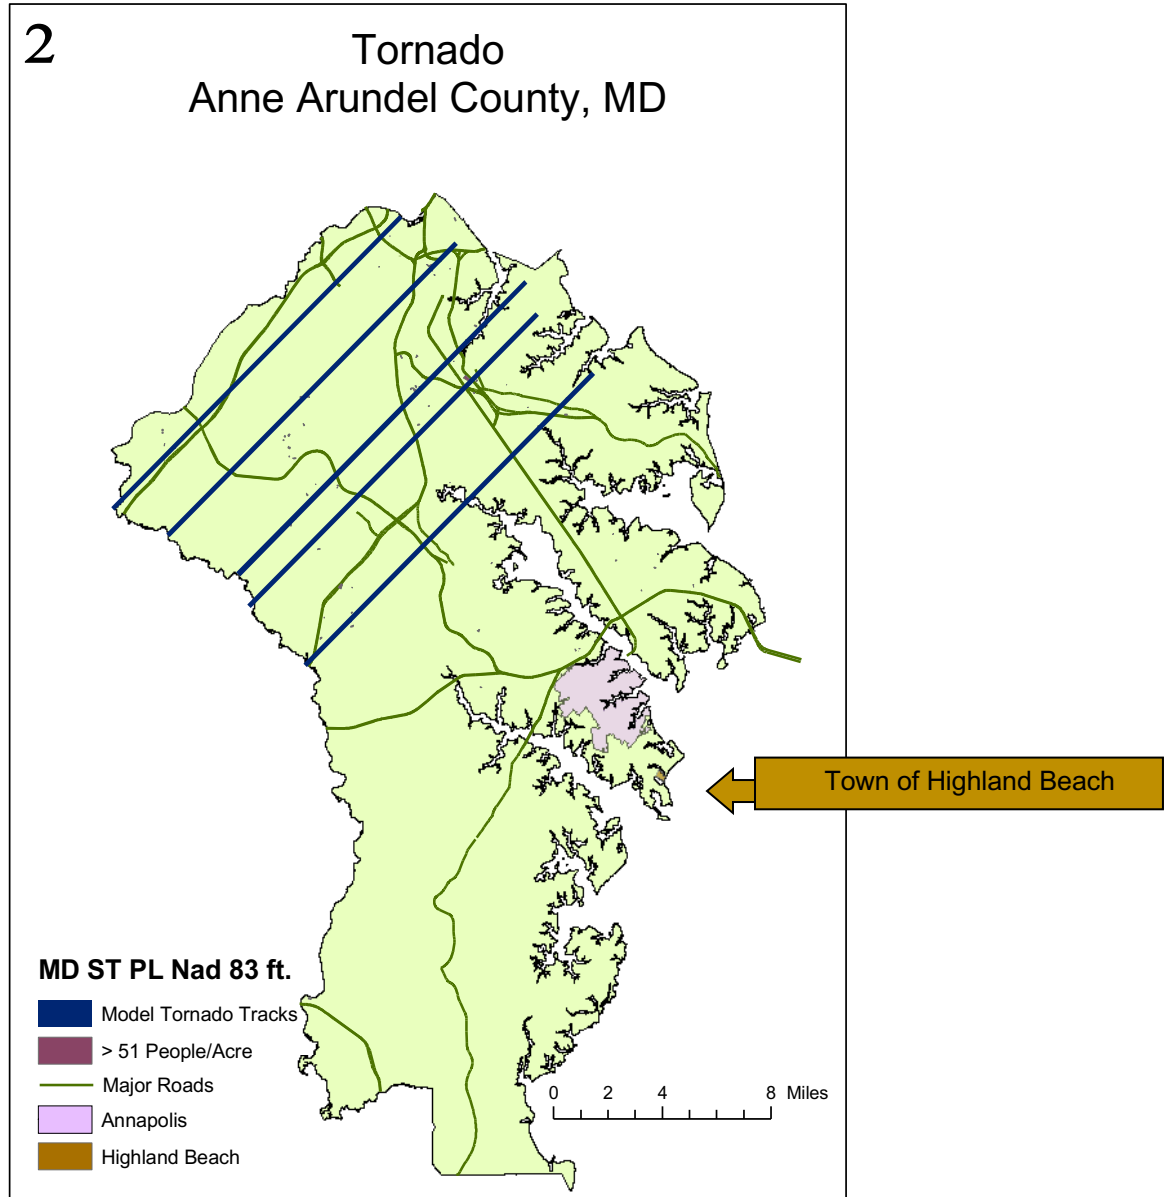 2
Tornado
Anne Arundel County, MD
Town of Highland Beach
MD ST PL Nad 83 ft.
Model Tornado Tracks
> 51 People/Acre
Major Roads
Annapolis
Highland Beach
0 2 4 8 Miles